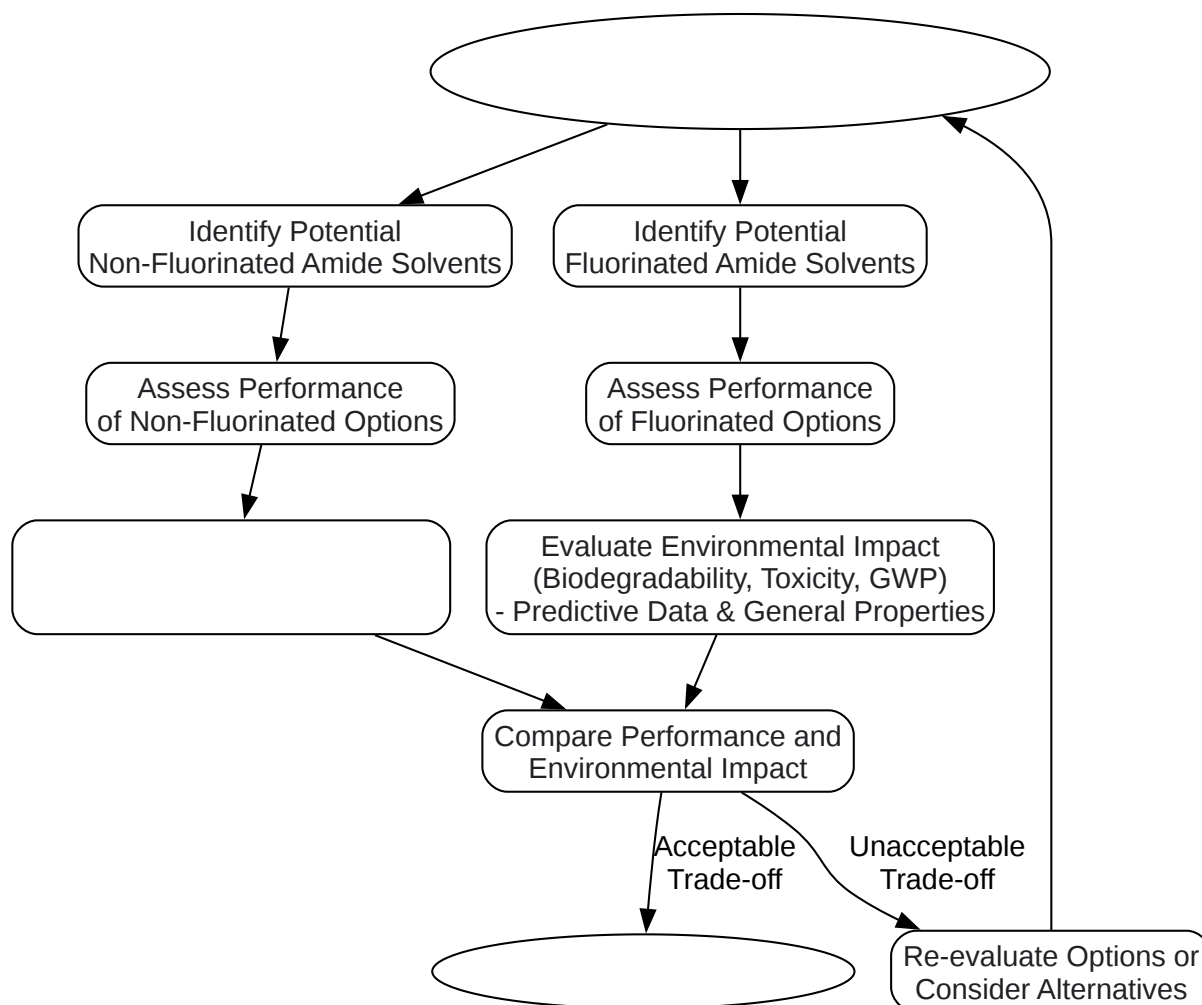 Identify Potential
Non-Fluorinated Amide Solvents
Identify Potential
Fluorinated Amide Solvents
Assess Performance
of Non-Fluorinated Options
Assess Performance
of Fluorinated Options
Evaluate Environmental Impact
(Biodegradability, Toxicity, GWP)
- Predictive Data & General Properties
Compare Performance and
Environmental Impact
Acceptable
Trade-off
Unacceptable
Trade-off
Re-evaluate Options or
Consider Alternatives